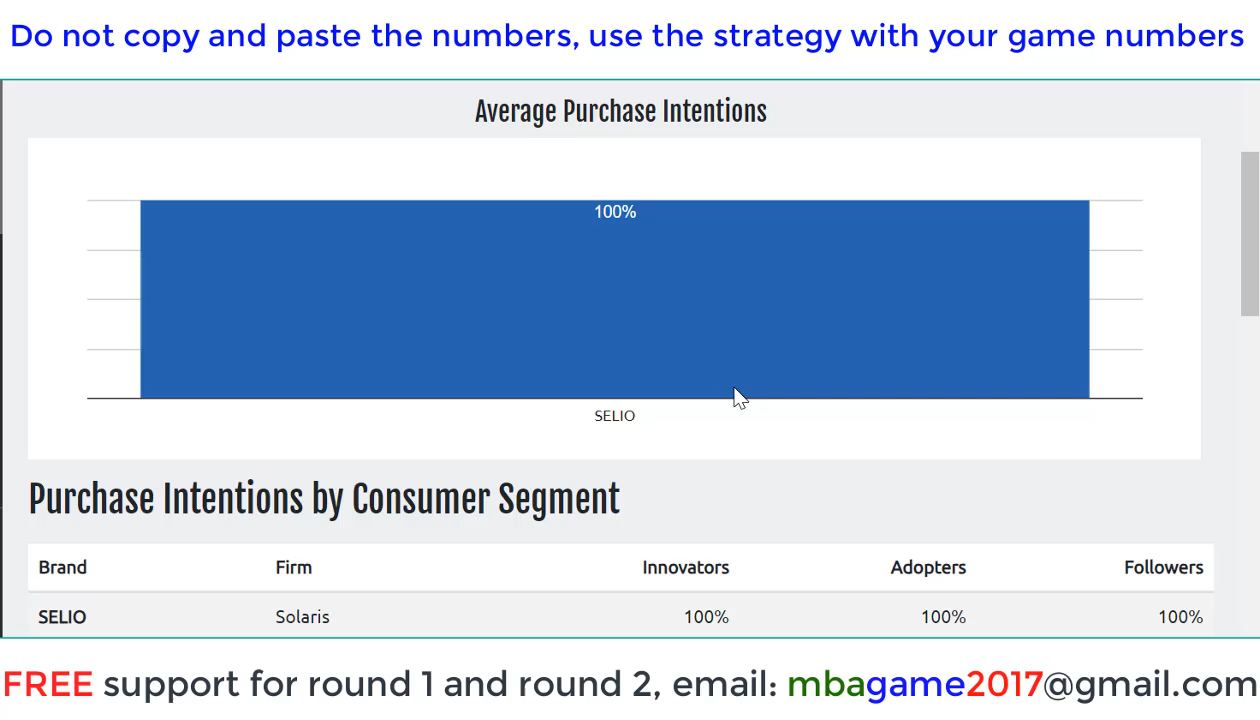 Do not copy and paste the numbers, use the strategy with your game numbers
Average Purchase Intentions
100%
SELIO
Purchase Intentions by Consumer Segment
Brand Firm Innovators Adopters Followers
SELIO Solaris 100% 100% 100%
FREE support for round 1 and round 2, email: mbagame2017@gmail.com